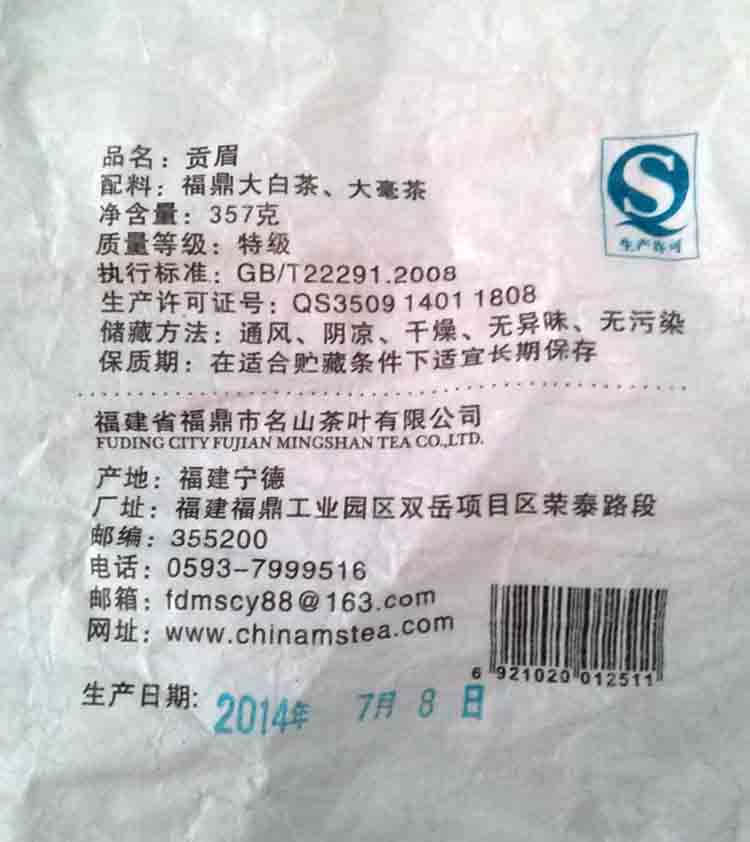 品名：贡眉
配料：福鼎大白茶、大毫茶
净含量：357克
质量等级：特级
执行标准：GB/T22291.2008
生产许可证号：QS3509 1401 1808
储藏方法：通风、阴凉、干燥、无异味、无污染
保质期：在适合贮藏条件下适宜长期保存
生产许可
福建省福鼎市名山茶叶有限公司
FUDING CITY FUJIAN MINGSHAN TEA CO.,LTD.
产地：福建宁德
厂址：福建福鼎工业园区双岳项目区荣泰路段
邮编：355200
电话：0593-7999516
邮箱：fdmscy88@163.com
网址：www.chinamstea.com
6 921020 012511
生产日期：2014年 7月 8日